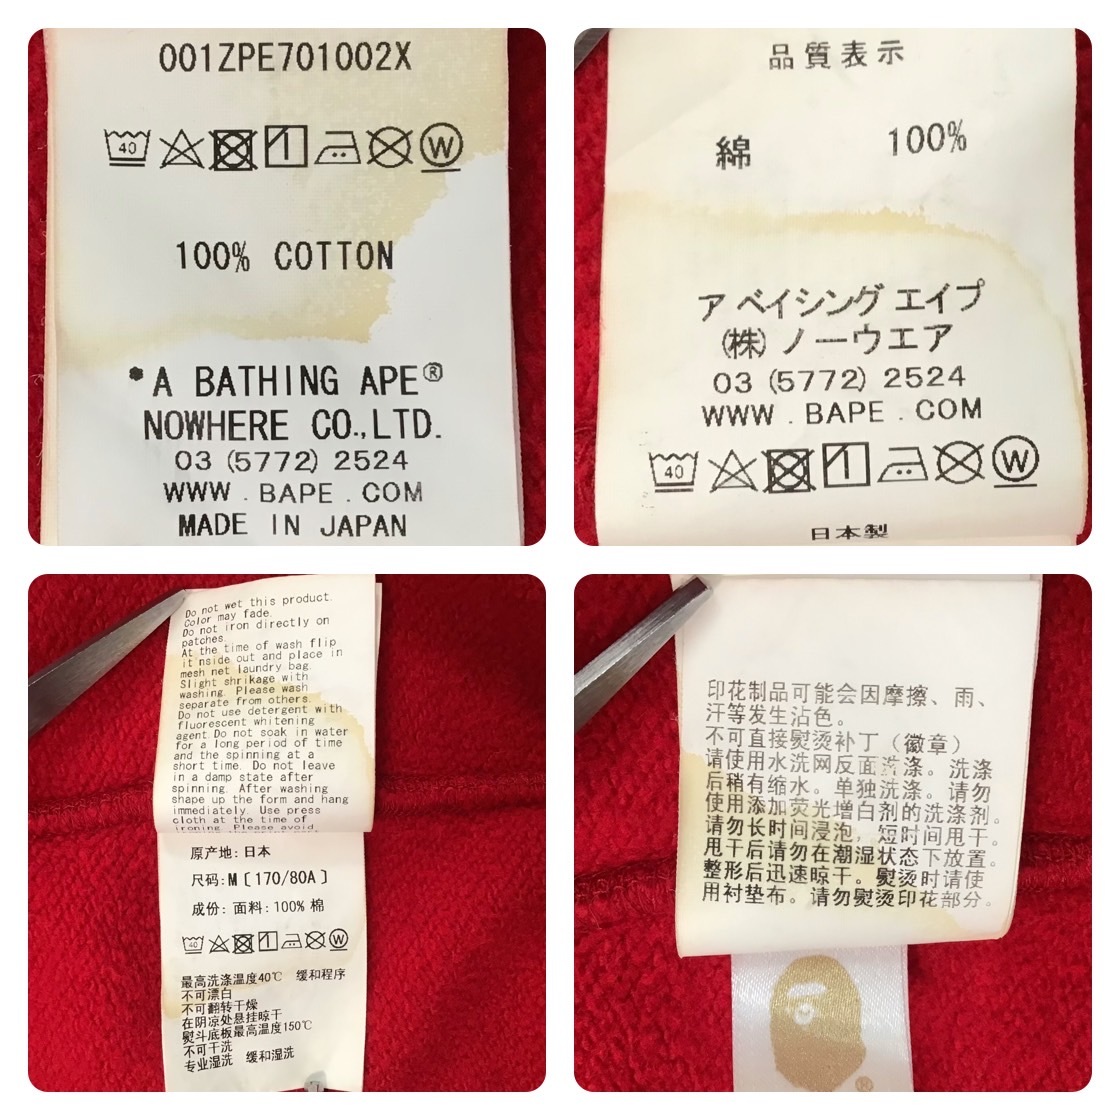 001ZPE701002X
40 W
100% COTTON
*A BATHING APE®
NOWHERE CO.,LTD.
03 (5772) 2524
WWW . BAPE . COM
MADE IN JAPAN
品質表示
綿 100%
ア ベイシング エイプ
(株) ノーウエア
03 (5772) 2524
WWW . BAPE . COM
40 W
日本製
Do not wet this product.
Color may fade.
Do not iron directly on
patches.
At the time of wash flip
it nside out and place in
mesh net laundry bag.
Slight shrikage with
washing. Please wash
separate from others.
Do not use detergent with
fluorescent whitening
agent.Do not soak in water
for a long period of time
and the spinning at a
short time. Do not leave
in a damp state after
spinning. After washing
shape up the form and hang
immediately. Use press
cloth at the time of
ironing. Please avoid
原产地: 日本
尺码: M〔170/80A〕
成份: 面料: 100% 棉
40 W
最高洗涤温度40℃ 缓和程序
不可漂白
不可翻转干燥
在阴凉处悬挂晾干
熨斗底板最高温度150℃
不可干洗
专业湿洗 缓和湿洗
印花制品可能会因摩擦、雨、
汗等发生沾色。
不可直接熨烫补丁（徽章）
请使用水洗网反面洗涤。洗涤
后稍有缩水。单独洗涤。请勿
使用添加荧光增白剂的洗涤剂。
请勿长时间浸泡，短时间甩干。
甩干后请勿在潮湿状态下放置。
整形后迅速晾干。熨烫时请使
用衬垫布。请勿熨烫印花部分。
®